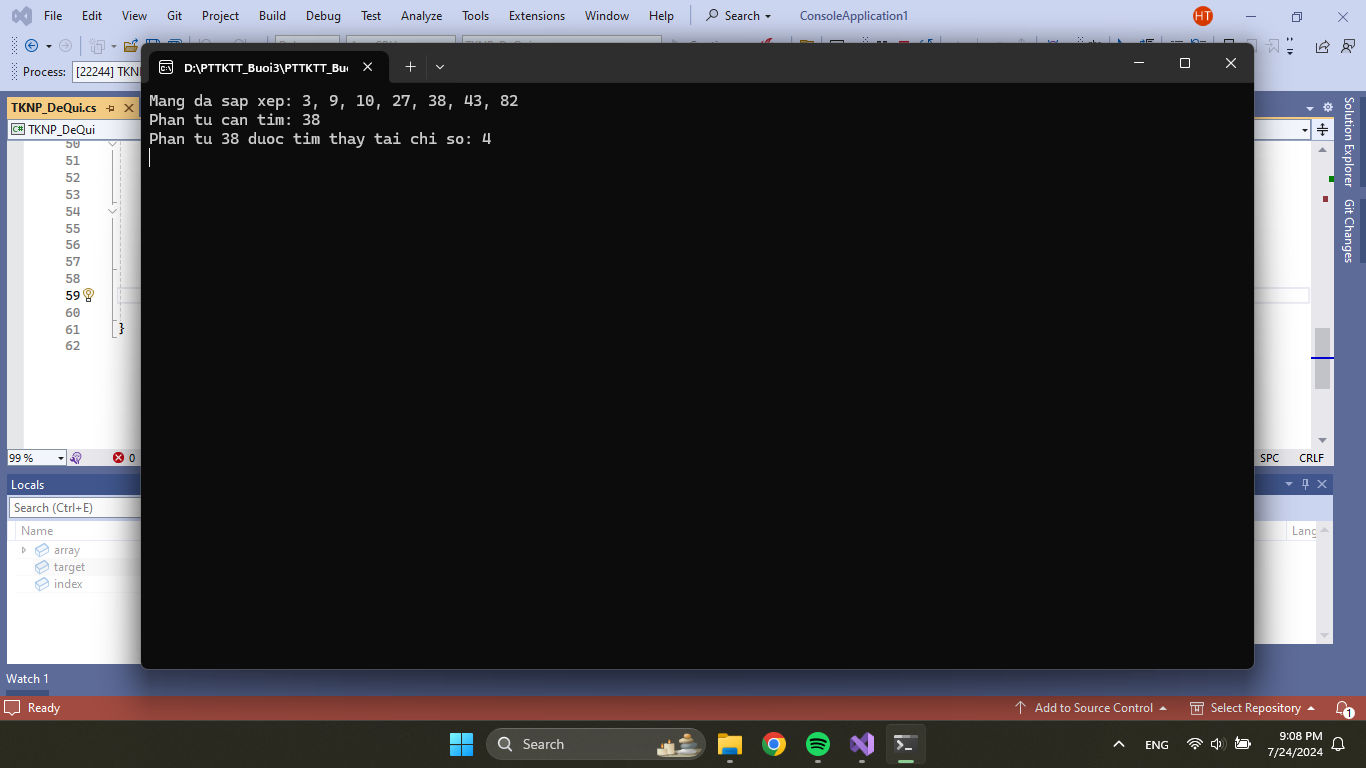 File Edit View Git Project Build Debug Test Analyze Tools Extensions Window Help Search ConsoleApplication1 HT
Process: [22244] TKNP
D:\PTTKTT_Buoi3\PTTKTT_Buo
Mang da sap xep: 3, 9, 10, 27, 38, 43, 82
Phan tu can tim: 38
Phan tu 38 duoc tim thay tai chi so: 4
TKNP_DeQui.cs
C# TKNP_DeQui
50
51
52
53
54
55
56
57
58
59
60
61 }
62
99 % 0 SPC CRLF
Solution Explorer
Git Changes
Locals
Search (Ctrl+E)
Name Lang
array
target
index
Watch 1
Ready Add to Source Control Select Repository 1
Search ENG 9:08 PM
7/24/2024